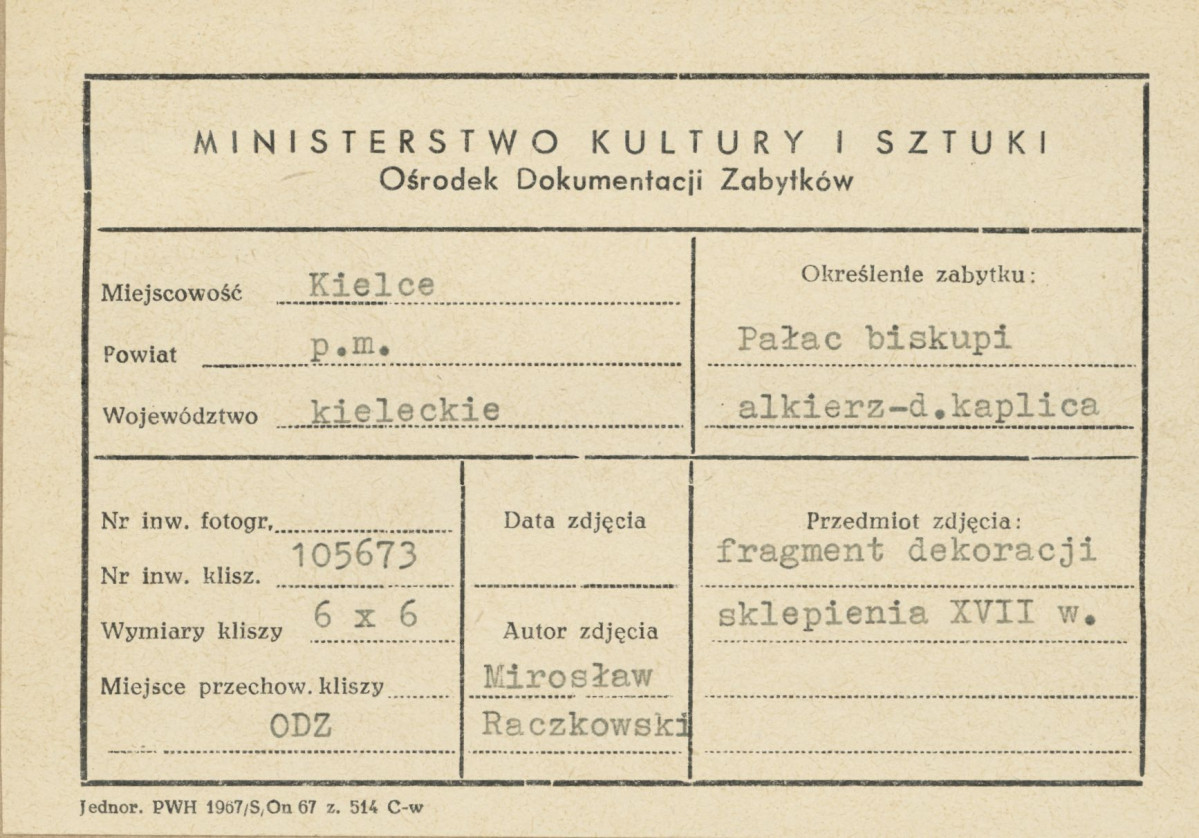 MINISTERSTWO KULTURY I SZTUKI
Ośrodek Dokumentacji Zabytków
Miejscowość Kielce
Powiat p.m.
Województwo kieleckie
Określenie zabytku:
Pałac biskupi
alkierz-d.kaplica
Nr inw. fotogr.
Nr inw. klisz. 105673
Wymiary kliszy 6 x 6
Miejsce przechow. kliszy
ODZ
Data zdjęcia
Autor zdjęcia
Mirosław
Raczkowski
Przedmiot zdjęcia:
fragment dekoracji
sklepienia XVII w.
Jednor. PWH 1967/S/On 67 z. 514 C-w